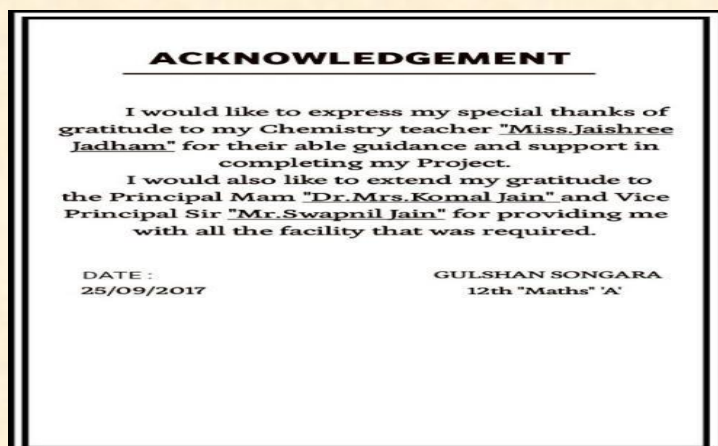 ACKNOWLEDGEMENT
I would like to express my special thanks of
gratitude to my Chemistry teacher "Miss.Jaishree
Jadham" for their able guidance and support in
completing my Project.
I would also like to extend my gratitude to
the Principal Mam "Dr.Mrs.Komal Jain" and Vice
Principal Sir "Mr.Swapnil Jain" for providing me
with all the facility that was required.
DATE :
25/09/2017
GULSHAN SONGARA
12th "Maths" 'A'